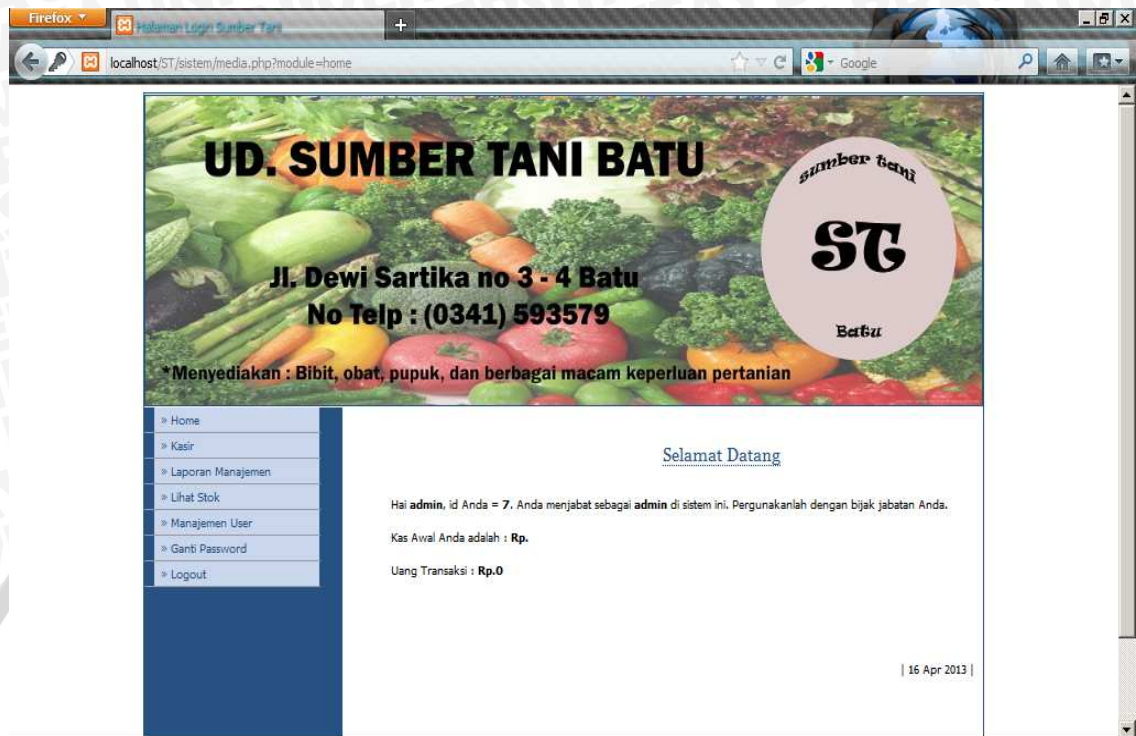 Firefox
Halaman Login Sumber Tani
localhost/ST/sistem/media.php?module=home
Google
UD. SUMBER TANI BATU
Jl. Dewi Sartika no 3 - 4 Batu
No Telp : (0341) 593579
*Menyediakan : Bibit, obat, pupuk, dan berbagai macam keperluan pertanian
sumber tani
ST
Batu
» Home
» Kasir
» Laporan Manajemen
» Lihat Stok
» Manajemen User
» Ganti Password
» Logout
Selamat Datang
Hai admin, id Anda = 7. Anda menjabat sebagai admin di sistem ini. Pergunakanlah dengan bijak jabatan Anda.
Kas Awal Anda adalah : Rp.
Uang Transaksi : Rp.0
| 16 Apr 2013 |